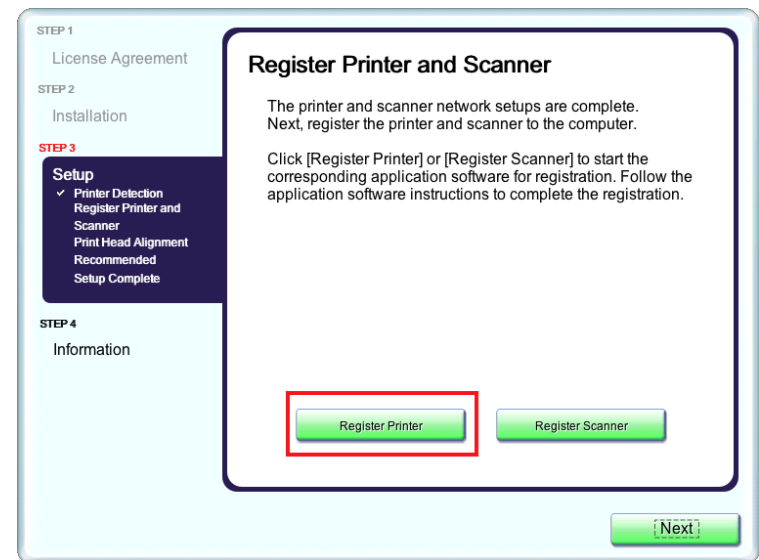 STEP 1
License Agreement
STEP 2
Installation
STEP 3
Setup
✓ Printer Detection
Register Printer and
Scanner
Print Head Alignment
Recommended
Setup Complete
STEP 4
Information
Register Printer and Scanner
The printer and scanner network setups are complete.
Next, register the printer and scanner to the computer.
Click [Register Printer] or [Register Scanner] to start the
corresponding application software for registration. Follow the
application software instructions to complete the registration.
Register Printer
Register Scanner
Next